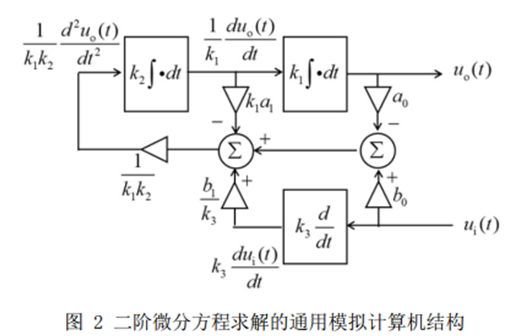 1/(k₁k₂) d²uₒ(t)/dt²
k₂∫•dt
1/k₁ duₒ(t)/dt
k₁∫•dt
uₒ(t)
k₁a₁
a₀
−
−
Σ
+
Σ
1/(k₁k₂)
+
+
b₁/k₃
b₀
k₃ d/dt
uᵢ(t)
k₃ duᵢ(t)/dt
图 2 二阶微分方程求解的通用模拟计算机结构